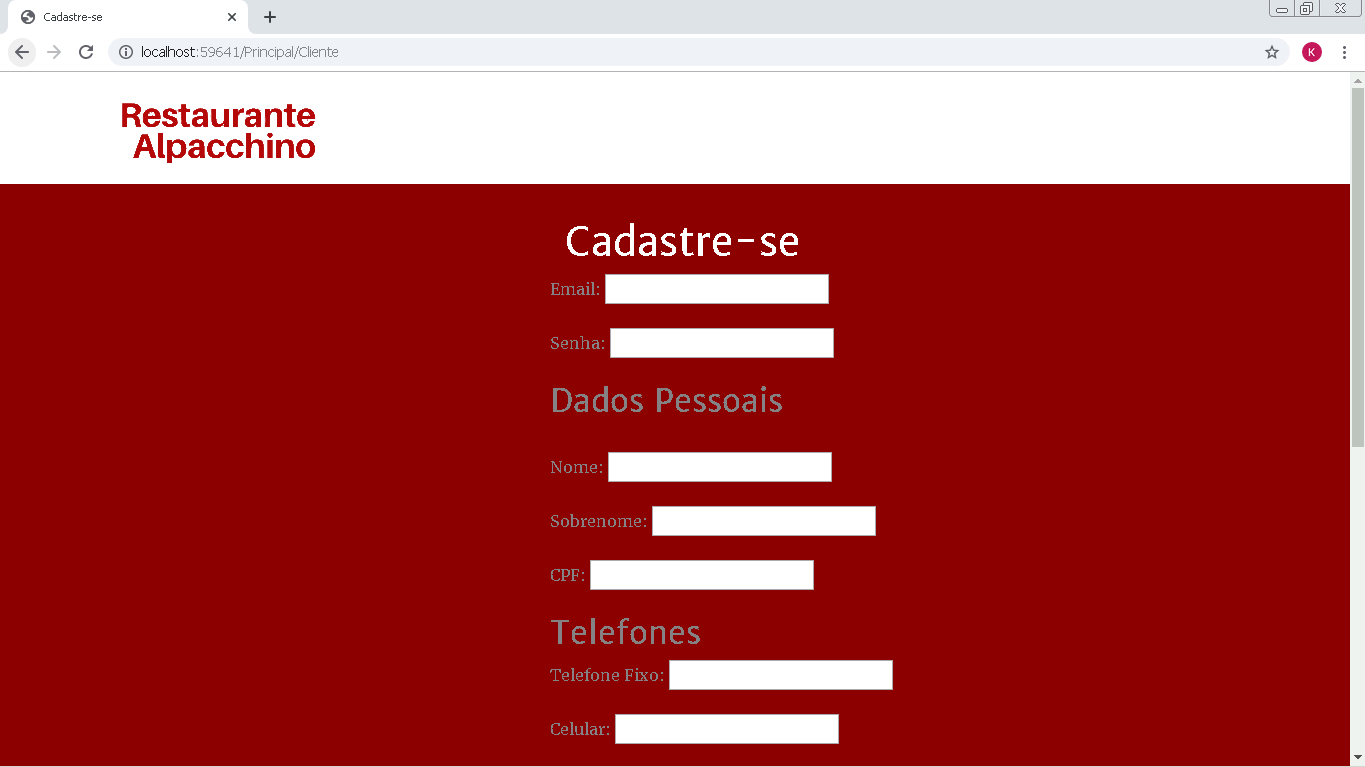 Cadastre-se
localhost:59641/Principal/Cliente
K
Restaurante
Alpacchino
Cadastre-se
Email:
Senha:
Dados Pessoais
Nome:
Sobrenome:
CPF:
Telefones
Telefone Fixo:
Celular: